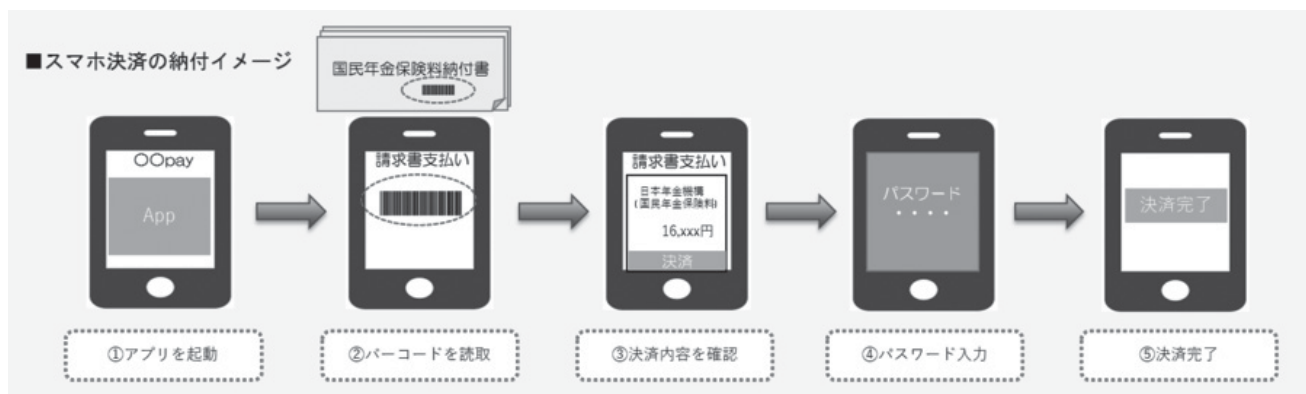 ■スマホ決済の納付イメージ
国民年金保険料納付書
〇〇pay
App
請求書支払い
請求書支払い
日本年金機構
(国民年金保険料)
16,xxx円
決済
パスワード
・・・・
決済完了
①アプリを起動
②バーコードを読取
③決済内容を確認
④パスワード入力
⑤決済完了